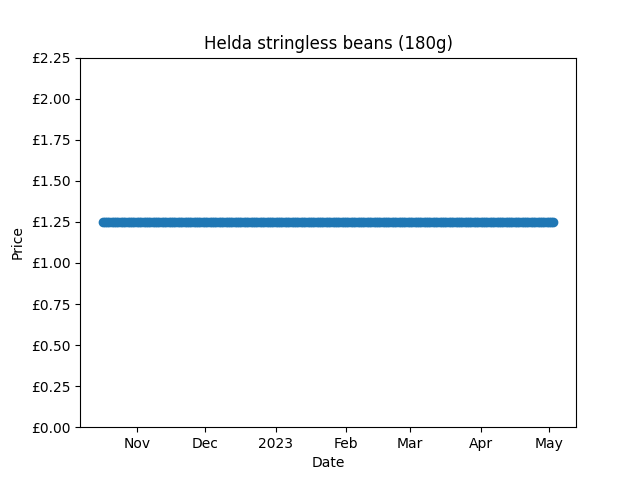 Helda stringless beans (180g)
£2.25
£2.00
£1.75
£1.50
£1.25
£1.00
£0.75
£0.50
£0.25
£0.00
Price
Nov Dec 2023 Feb Mar Apr May
Date